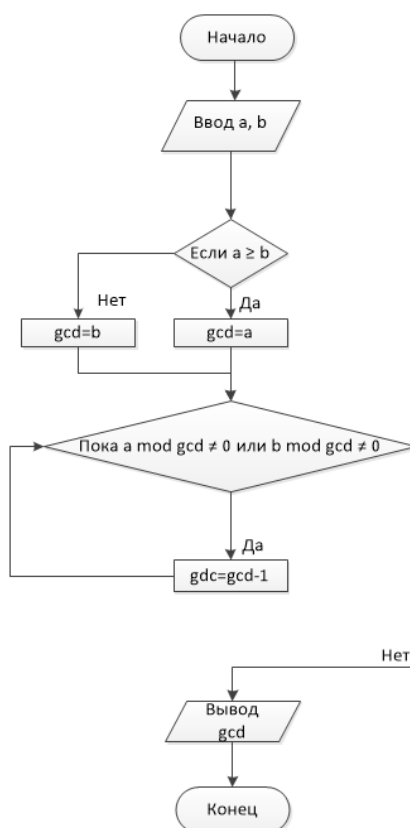 Начало
Ввод a, b
Если a ≥ b
Нет
Да
gcd=b
gcd=a
Пока a mod gcd ≠ 0 или b mod gcd ≠ 0
Да
gdc=gcd-1
Нет
Вывод
gcd
Конец